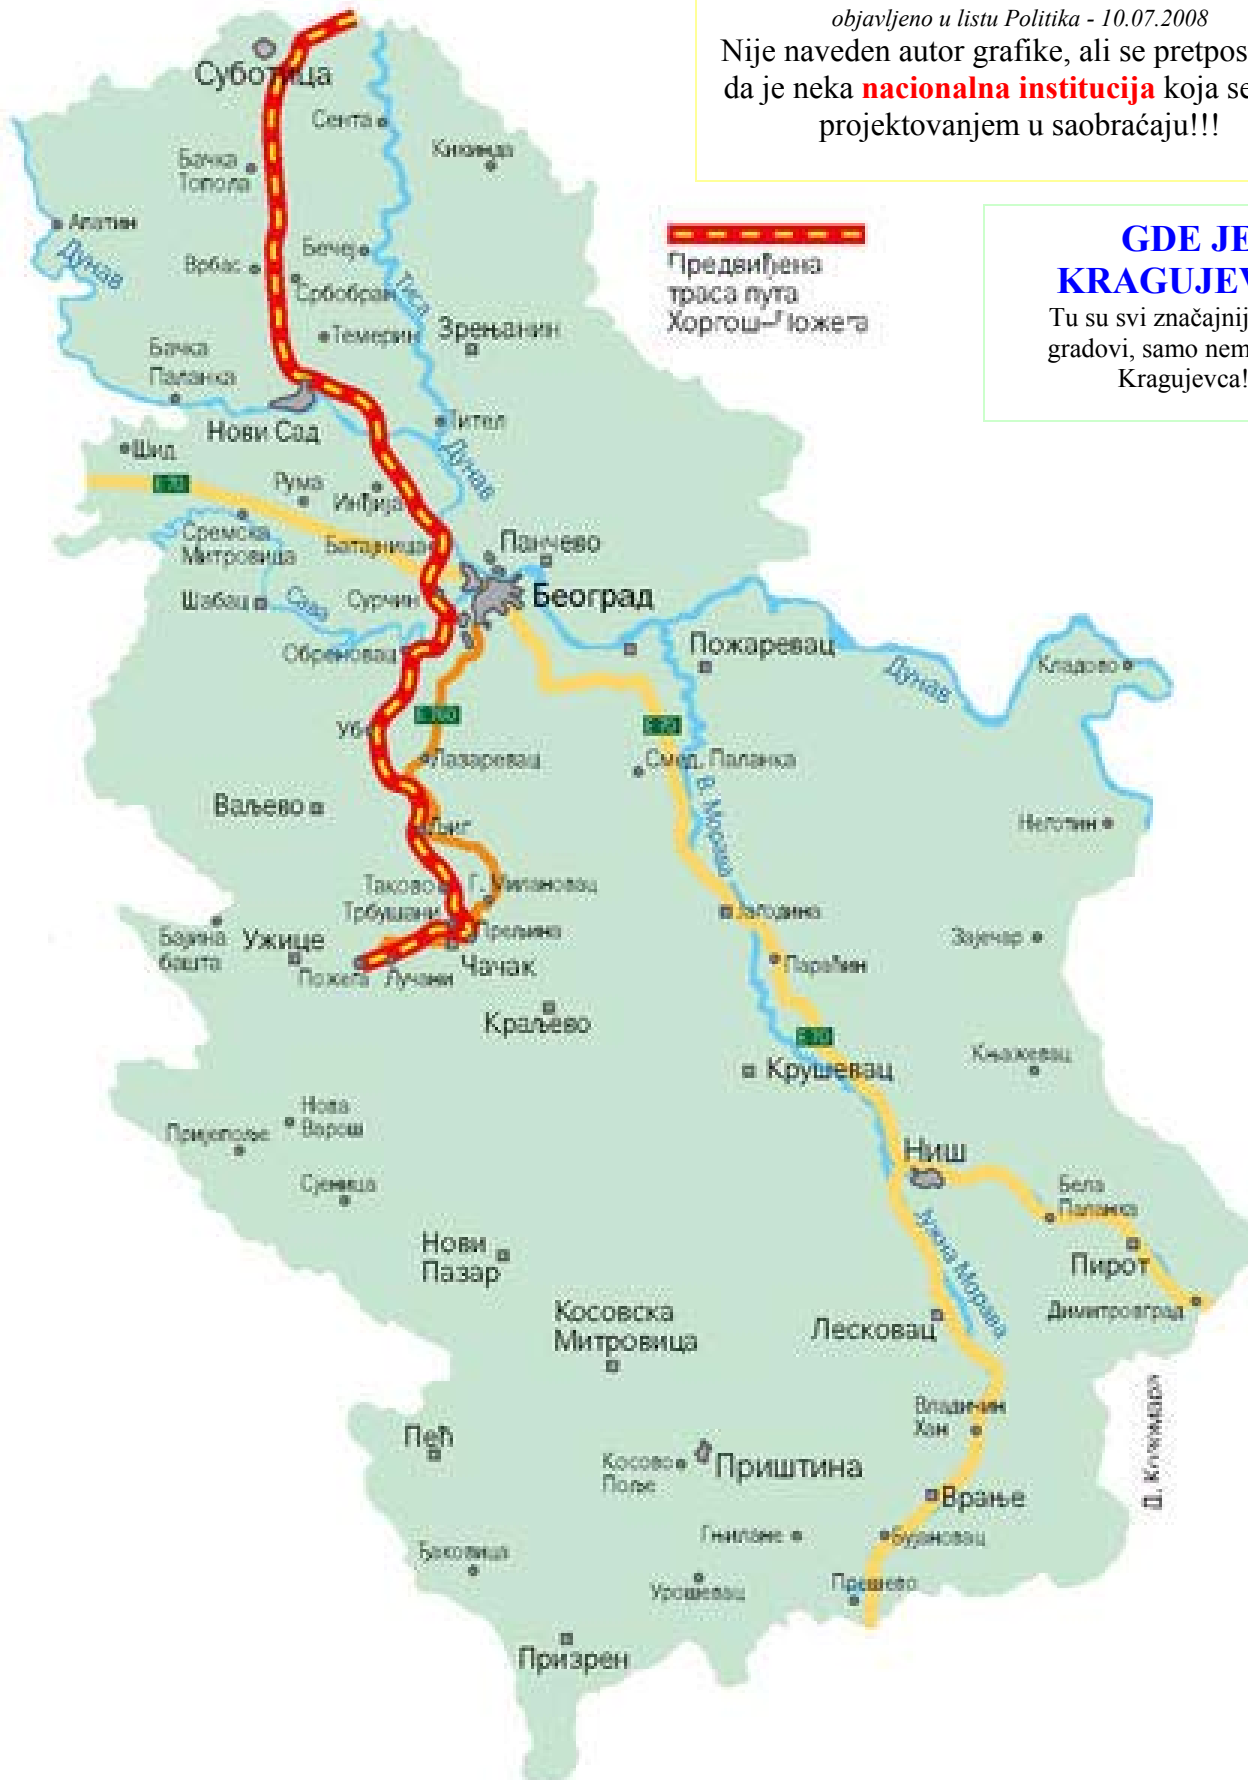 objavljeno u listu Politika - 10.07.2008
Nije naveden autor grafike, ali se pretpos
da je neka nacionalna institucija koja se
projektovanjem u saobraćaju!!!
GDE JE
KRAGUJEV
Tu su svi značajnij
gradovi, samo nem
Kragujevca!
Предвиђена
траса пута
Хоргош–Пожега
Суботица
Сента
Кикинда
Бачка
Топола
Апатин
Дунав
Бечеј
Врбас
Србобран
Тиса
Темерин
Зрењанин
Бачка
Паланка
Тител
Нови Сад
Дунав
Шид
E 70
Рума
Инђија
Сремска
Митровица
Батајница
Панчево
Шабац
Сава
Сурчин
Београд
Обреновац
Пожаревац
Дунав
Кладово
Уб
E 760
E 70
Лазаревац
Смед. Паланка
В. Морава
Ваљево
Љиг
Неготин
Таково
Г. Милановац
Трбушани
Јагодина
Бајина
башта
Ужице
Прељина
Зајечар
Пожега
Лучани
Чачак
Параћин
Краљево
E 70
Крушевац
Књажевац
Нова
Варош
Пријепоље
Ниш
Сјеница
Бела
Паланка
Јужна Морава
Нови
Пазар
Пирот
Косовска
Митровица
Лесковац
Димитровград
Владичин
Хан
Пећ
Косово
Поље
Приштина
Врање
Гњилане
Бујановац
Ђаковица
Урошевац
Прешево
Призрен